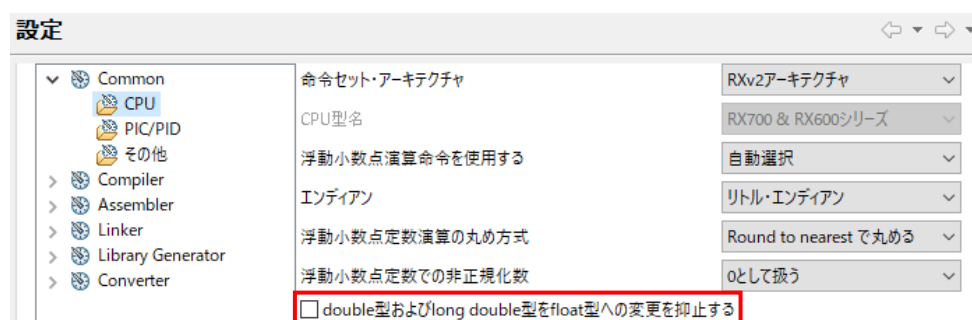 設定
Common
CPU
PIC/PID
その他
Compiler
Assembler
Linker
Library Generator
Converter
命令セット・アーキテクチャ RXv2アーキテクチャ
CPU型名 RX700 & RX600シリーズ
浮動小数点演算命令を使用する 自動選択
エンディアン リトル・エンディアン
浮動小数点定数演算の丸め方式 Round to nearest で丸める
浮動小数点定数での非正規化数 0として扱う
double型およびlong double型をfloat型への変更を抑止する